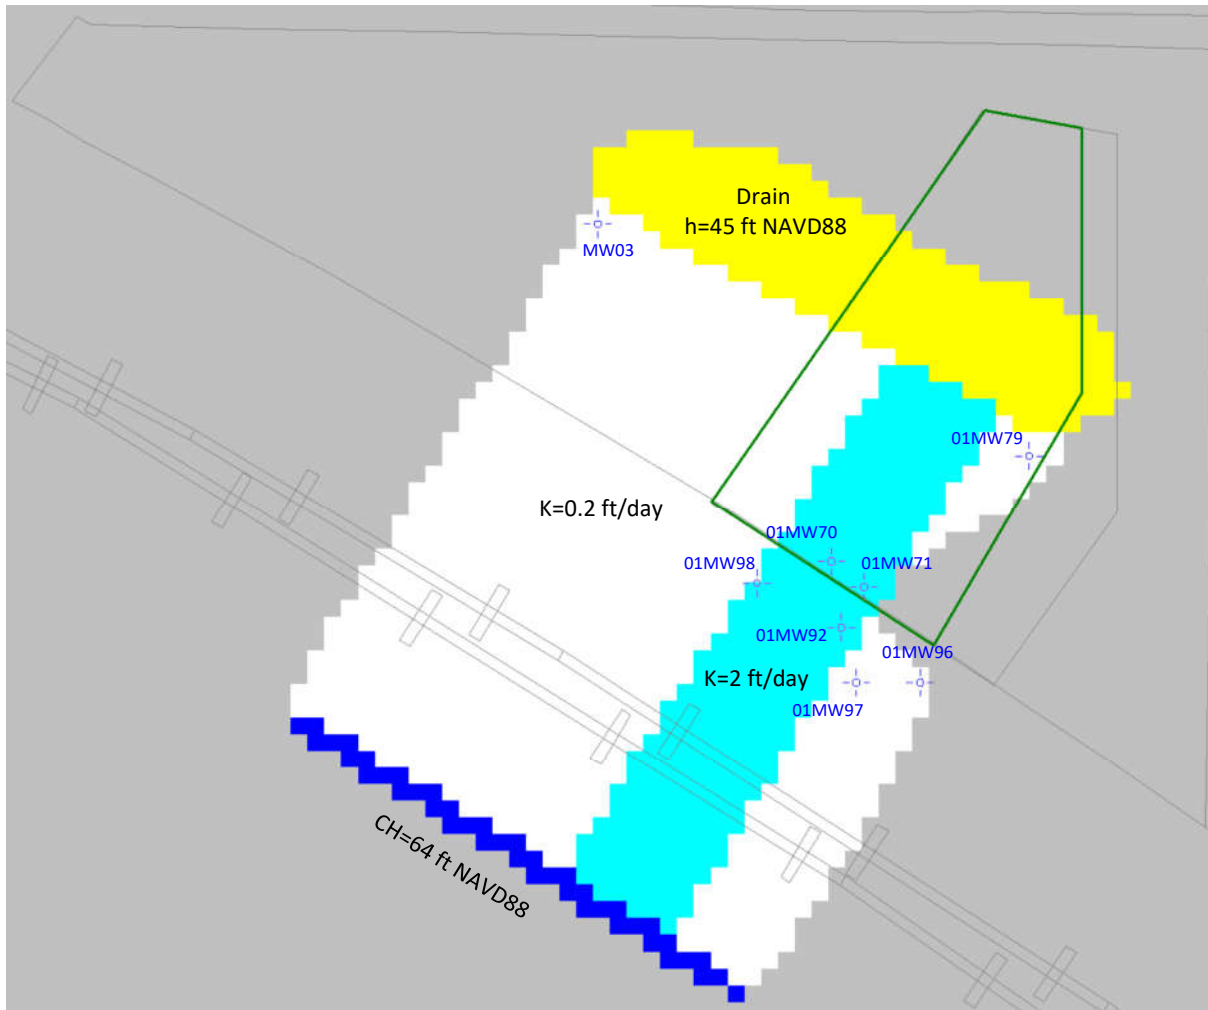 Drain
h=45 ft NAVD88
MW03
01MW79
K=0.2 ft/day
01MW70
01MW98
01MW71
01MW92
01MW96
K=2 ft/day
01MW97
CH=64 ft NAVD88